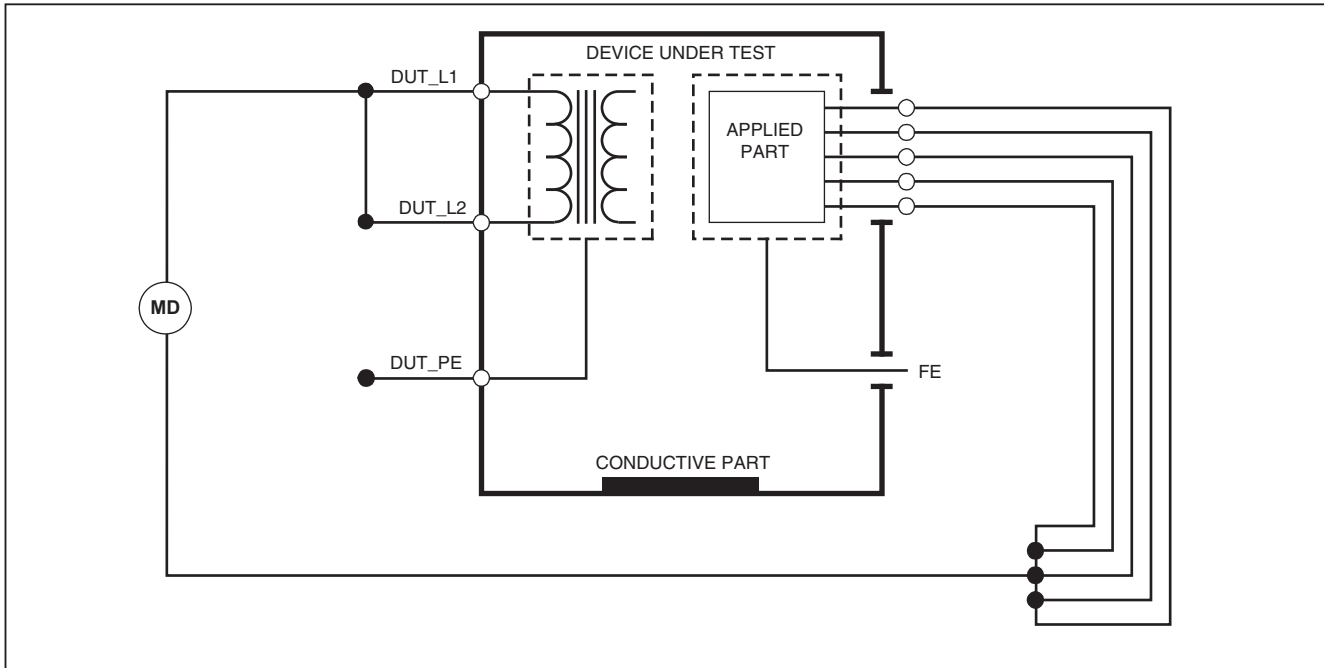 DEVICE UNDER TEST
DUT_L1
APPLIED
PART
DUT_L2
MD
DUT_PE
FE
CONDUCTIVE PART